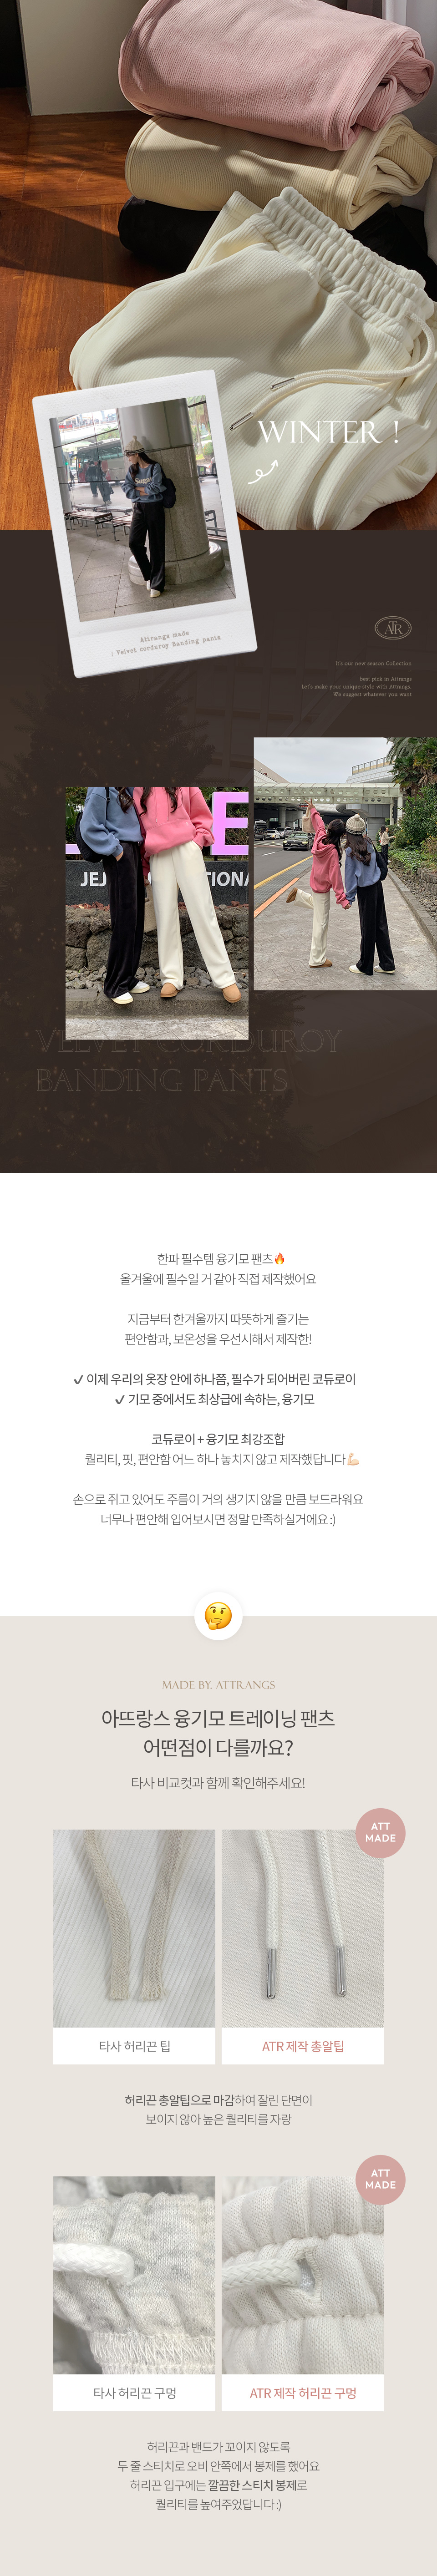 WINTER !
Attrangs made
: Velvet corduroy Banding pants
ATR
It's our new season Collection
best pick in Attrangs
Let's make your unique style with Attrangs,
We suggest whatever you want
E
JEJ
TIONA
VELVET CORDUROY
BANDING PANTS
한파 필수템 융기모 팬츠🔥
올겨울에 필수일 거 같아 직접 제작했어요
지금부터 한겨울까지 따뜻하게 즐기는
편안함과, 보온성을 우선시해서 제작한!
✔ 이제 우리의 옷장 안에 하나쯤, 필수가 되어버린 코듀로이
✔ 기모 중에서도 최상급에 속하는, 융기모
코듀로이 + 융기모 최강조합
퀄리티, 핏, 편안함 어느 하나 놓치지 않고 제작했답니다💪🏻
손으로 쥐고 있어도 주름이 거의 생기지 않을 만큼 보드라워요
너무나 편안해 입어보시면 정말 만족하실거에요 :)
MADE BY. ATTRANGS
아뜨랑스 융기모 트레이닝 팬츠
어떤점이 다를까요?
타사 비교컷과 함께 확인해주세요!
ATT
MADE
타사 허리끈 팁
ATR 제작 총알팁
허리끈 총알팁으로 마감하여 잘린 단면이
보이지 않아 높은 퀄리티를 자랑
ATT
MADE
타사 허리끈 구멍
ATR 제작 허리끈 구멍
허리끈과 밴드가 꼬이지 않도록
두 줄 스티치로 오비 안쪽에서 봉제를 했어요
허리끈 입구에는 깔끔한 스티치 봉제로
퀄리티를 높여주었답니다 :)